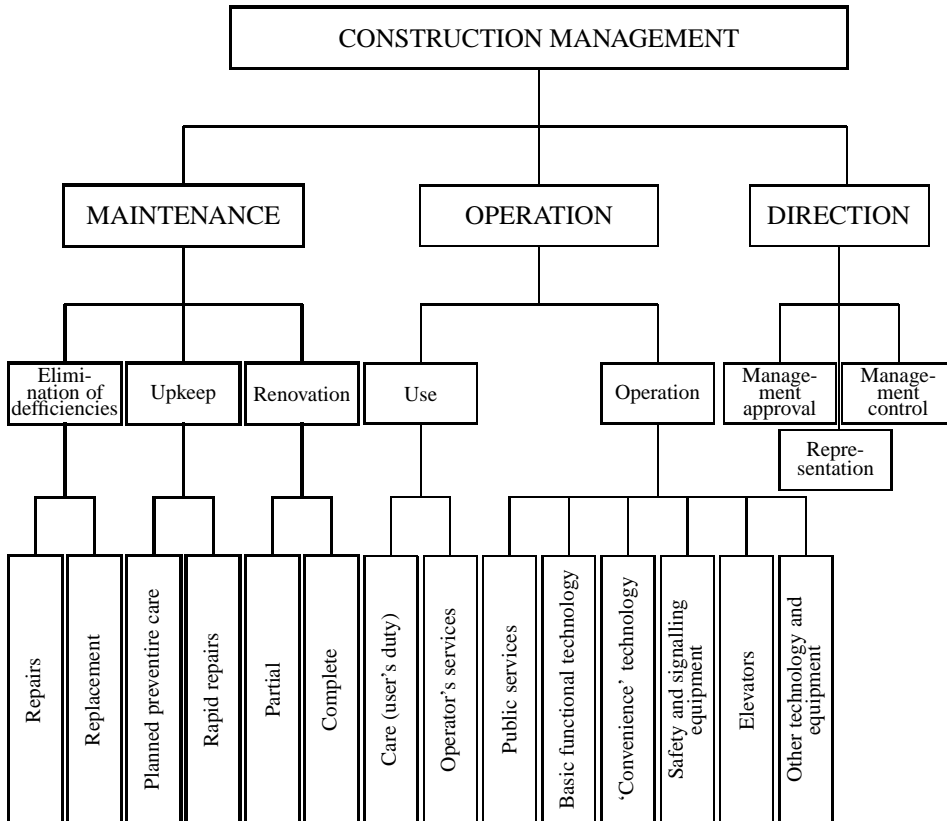 CONSTRUCTION MANAGEMENT
MAINTENANCE
OPERATION
DIRECTION
Elimi-
nation of
defficiencies
Upkeep
Renovation
Use
Operation
Manage-
ment
approval
Manage-
ment
control
Repre-
sentation
Repairs
Replacement
Planned preventire care
Rapid repairs
Partial
Complete
Care (user's duty)
Operator's services
Public services
Basic functional technology
‘Convenience’ technology
Safety and signalling
equipment
Elevators
Other technology and
equipment